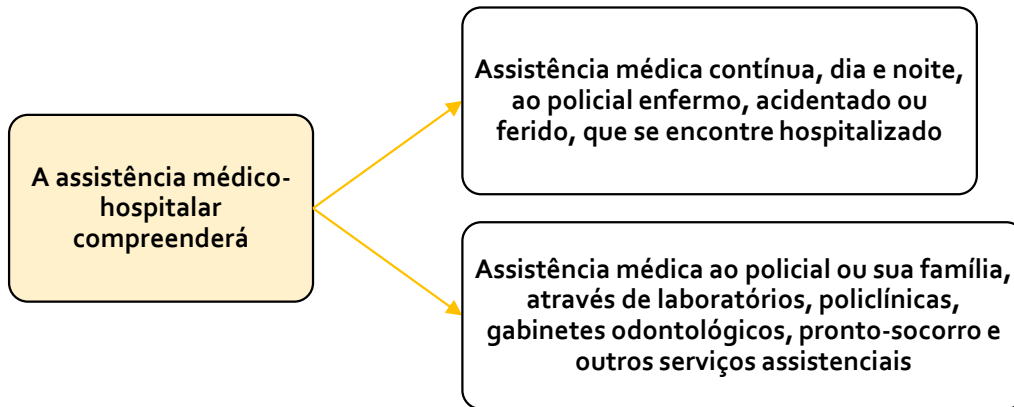 A assistência médico-
hospitalar
compreenderá
Assistência médica contínua, dia e noite,
ao policial enfermo, acidentado ou
ferido, que se encontre hospitalizado
Assistência médica ao policial ou sua família,
através de laboratórios, policlínicas,
gabinetes odontológicos, pronto-socorro e
outros serviços assistenciais